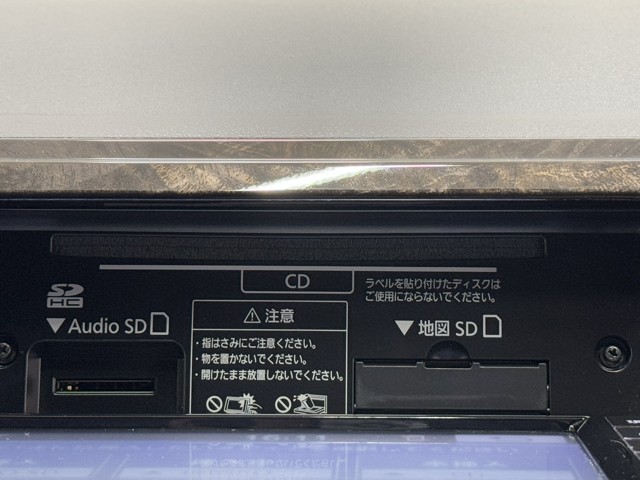 CD
ラベルを貼り付けたディスクは
ご使用にならないでください。
SD
HC
▼Audio SD
⚠注意
・指はさみにご注意ください。
・物を置かないでください。
・開けたまま放置しないでください。
▼地図 SD